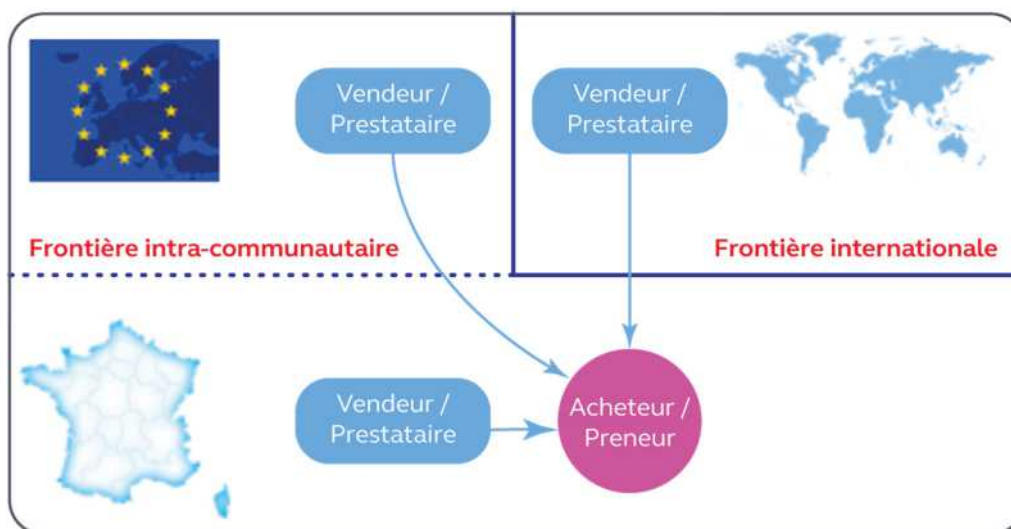 Vendeur /
Prestataire
Vendeur /
Prestataire
Frontière intra-communautaire
Frontière internationale
Vendeur /
Prestataire
Acheteur /
Preneur